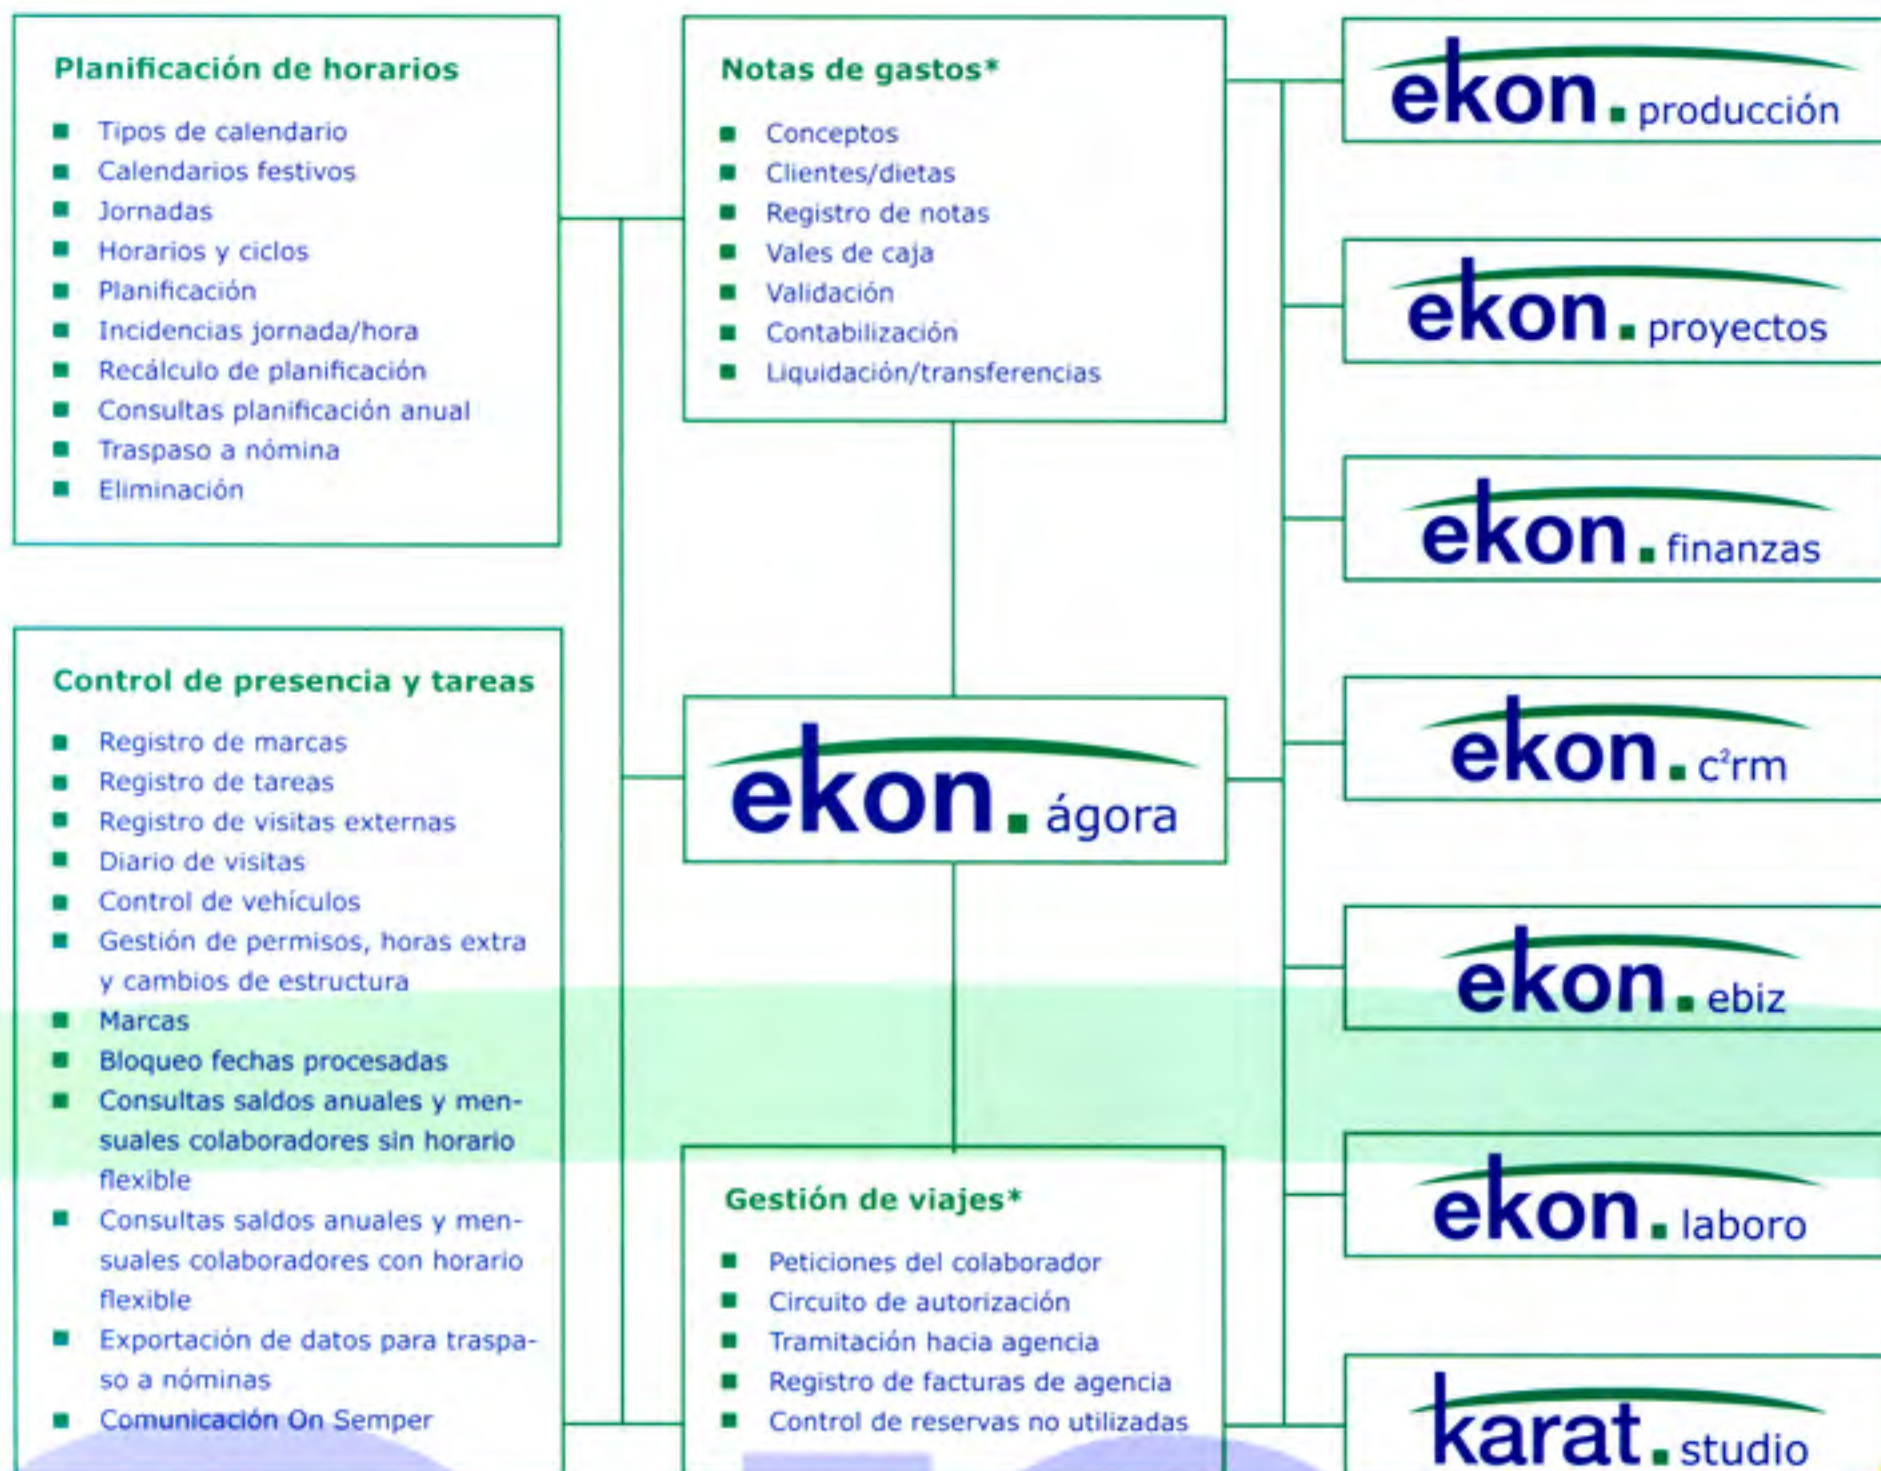 Planificación de horarios
Tipos de calendario
Calendarios festivos
Jornadas
Horarios y ciclos
Planificación
Incidencias jornada/hora
Recálculo de planificación
Consultas planificación anual
Traspaso a nómina
Eliminación
Control de presencia y tareas
Registro de marcas
Registro de tareas
Registro de visitas externas
Diario de visitas
Control de vehículos
Gestión de permisos, horas extra
y cambios de estructura
Marcas
Bloqueo fechas procesadas
Consultas saldos anuales y men-
suales colaboradores sin horario
flexible
Consultas saldos anuales y men-
suales colaboradores con horario
flexible
Exportación de datos para traspa-
so a nóminas
Comunicación On Semper
Notas de gastos*
Conceptos
Clientes/dietas
Registro de notas
Vales de caja
Validación
Contabilización
Liquidación/transferencias
ekon. ágora
Gestión de viajes*
Peticiones del colaborador
Circuito de autorización
Tramitación hacia agencia
Registro de facturas de agencia
Control de reservas no utilizadas
ekon. producción
ekon. proyectos
ekon. finanzas
ekon. c²rm
ekon. ebiz
ekon. laboro
karat. studio